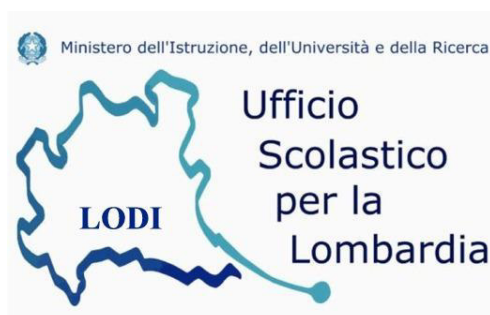 Ministero dell'Istruzione, dell'Università e della Ricerca
Ufficio
Scolastico
per la
Lombardia
LODI